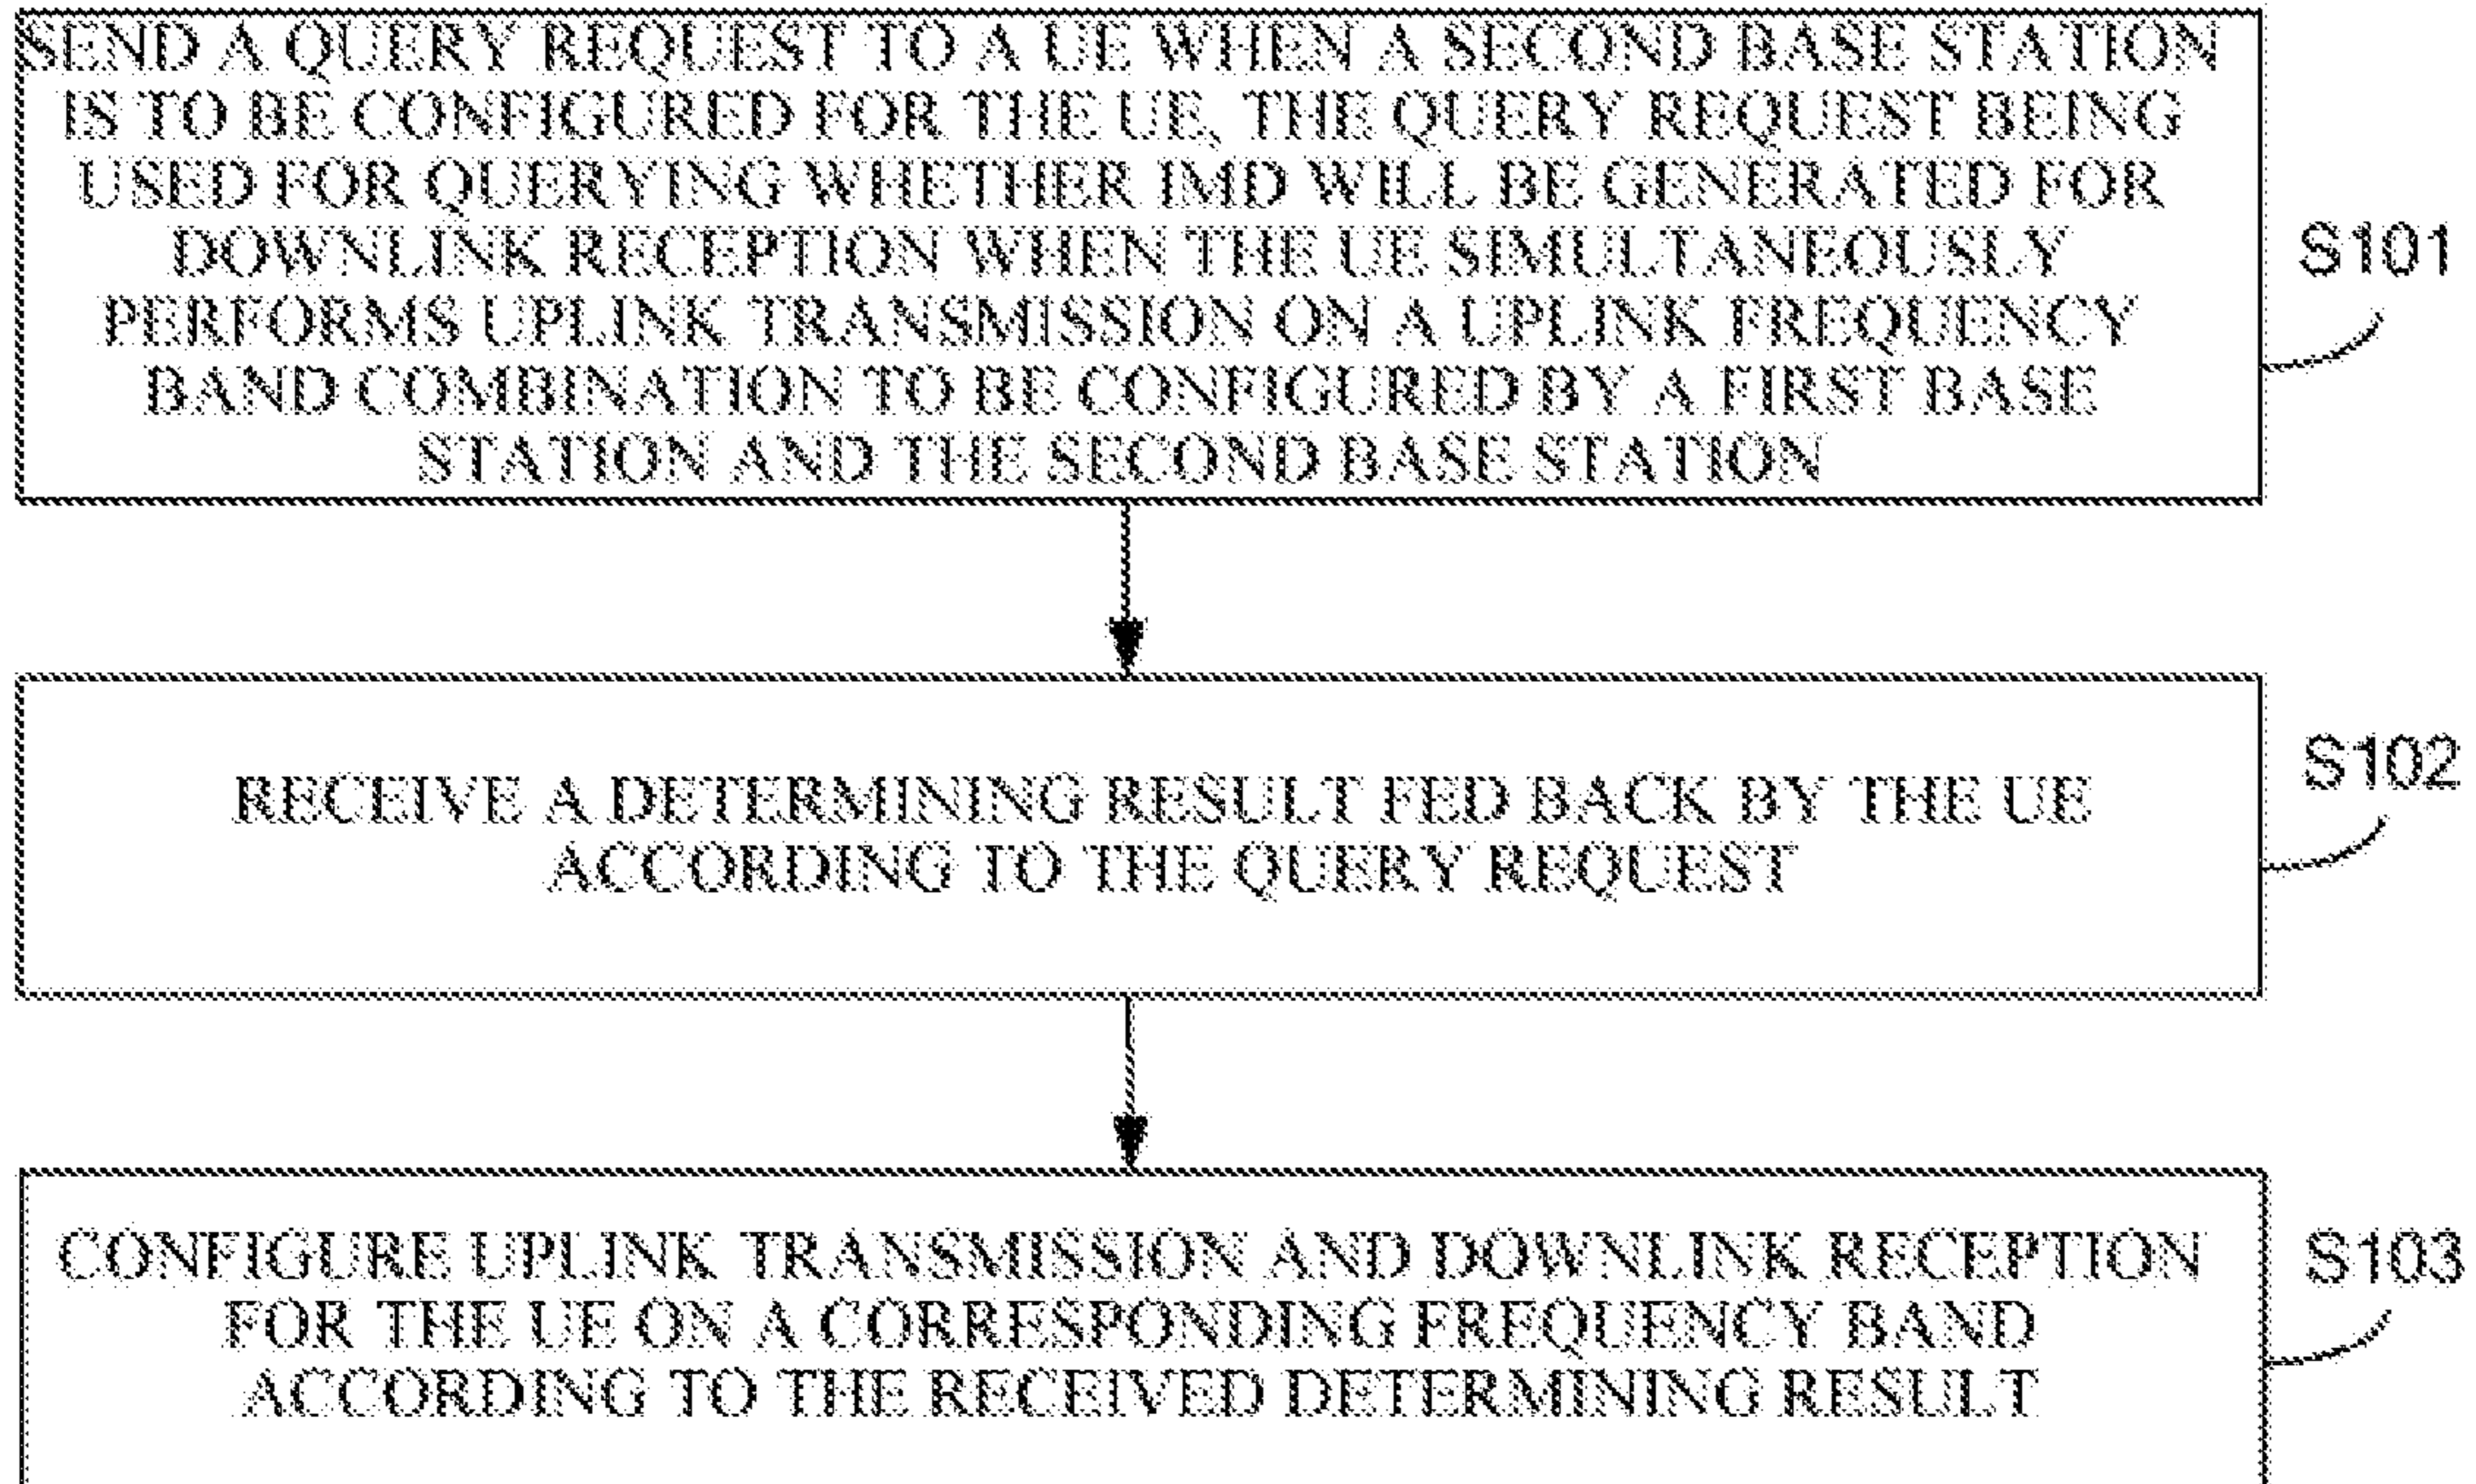 SEND A QUERY REQUEST TO A UE WHEN A SECOND BASE STATION
IS TO BE CONFIGURED FOR THE UE, THE QUERY REQUEST BEING
USED FOR QUERYING WHETHER IMD WILL BE GENERATED FOR
DOWNLINK RECEPTION WHEN THE UE SIMULTANEOUSLY
PERFORMS UPLINK TRANSMISSION ON A UPLINK FREQUENCY
BAND COMBINATION TO BE CONFIGURED BY A FIRST BASE
STATION AND THE SECOND BASE STATION
S101
RECEIVE A DETERMINING RESULT FED BACK BY THE UE
ACCORDING TO THE QUERY REQUEST
S102
CONFIGURE UPLINK TRANSMISSION AND DOWNLINK RECEPTION
FOR THE UE ON A CORRESPONDING FREQUENCY BAND
ACCORDING TO THE RECEIVED DETERMINING RESULT
S103